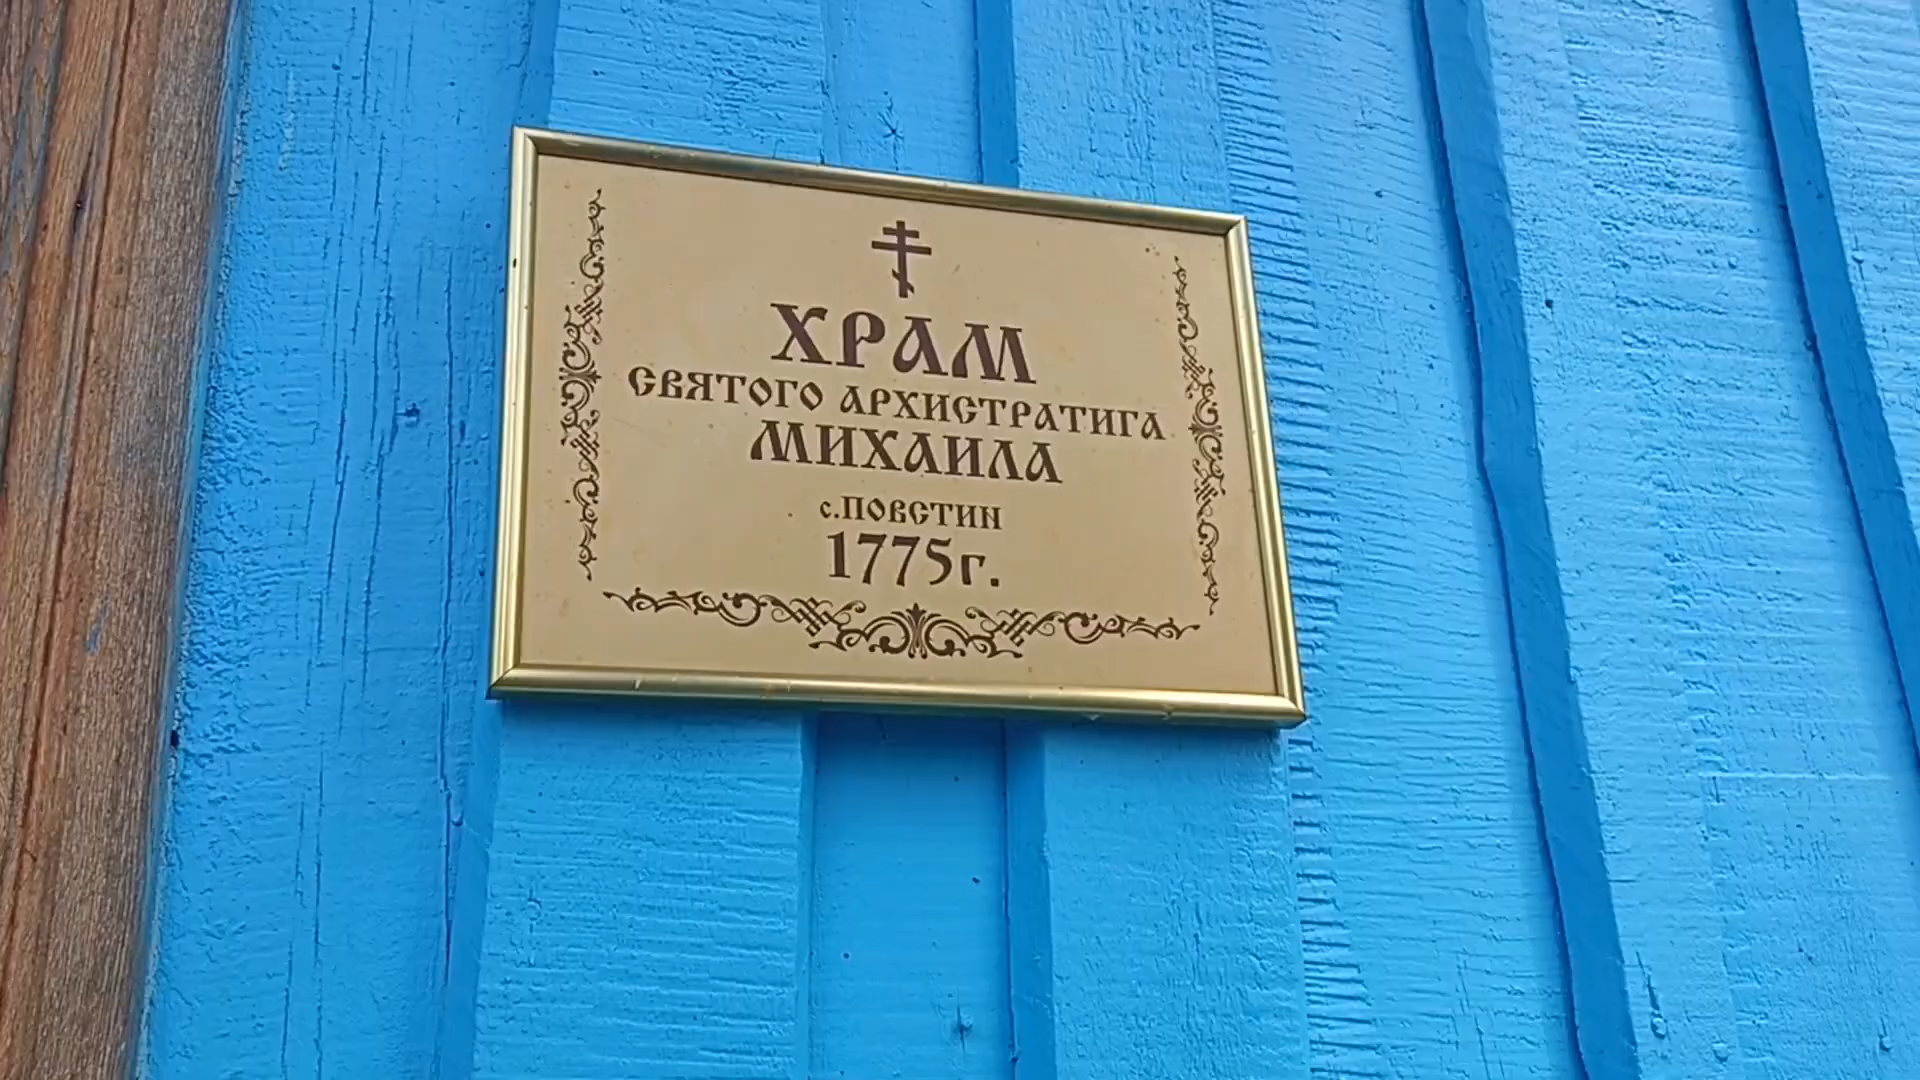 ХРАМ
СВЯТОГО АРХИСТРАТИГА
МИХАИЛА
с.ПОВСТИН
1775г.